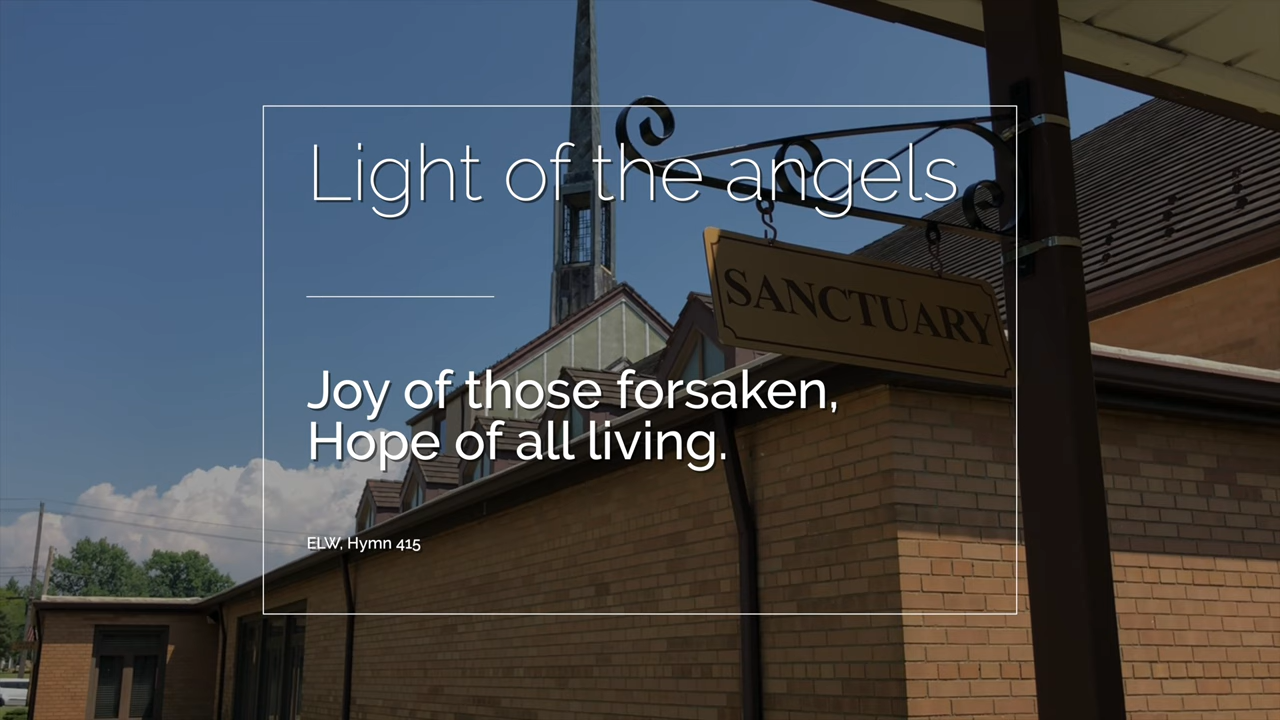 Light of the angels
SANCTUARY
Joy of those forsaken,
Hope of all living.
ELW, Hymn 415